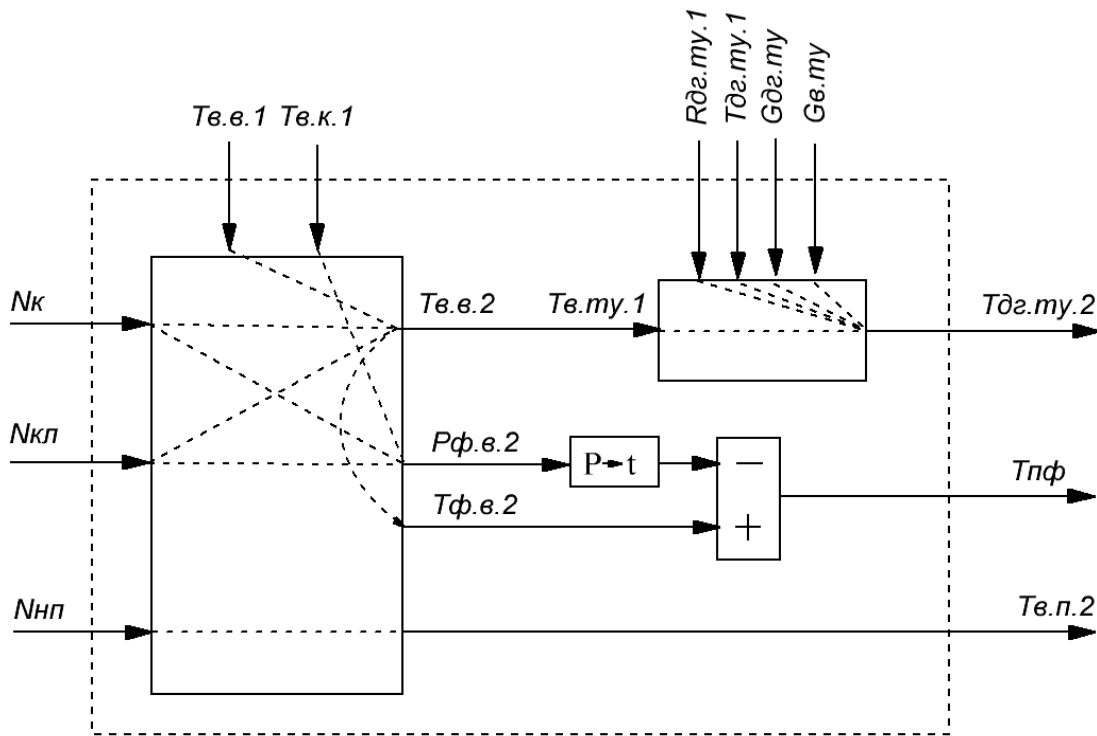 Rдг.ту.1
Tдг.ту.1
Gдг.ту
Gв.ту
Тв.в.1 Тв.к.1
Nк
Тв.в.2 Тв.ту.1
Тдг.ту.2
Nкл
Рф.в.2
P t
−
Тпф
Тф.в.2
+
Nнп
Тв.п.2